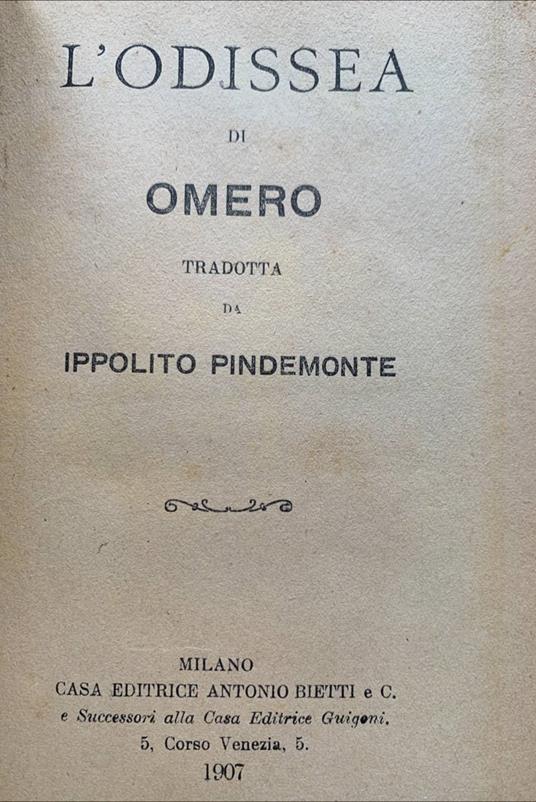 L'ODISSEA
DI
OMERO
TRADOTTA
DA
IPPOLITO PINDEMONTE
MILANO
CASA EDITRICE ANTONIO BIETTI e C.
e Successori alla Casa Editrice Guigoni.
5, Corso Venezia, 5.
1907